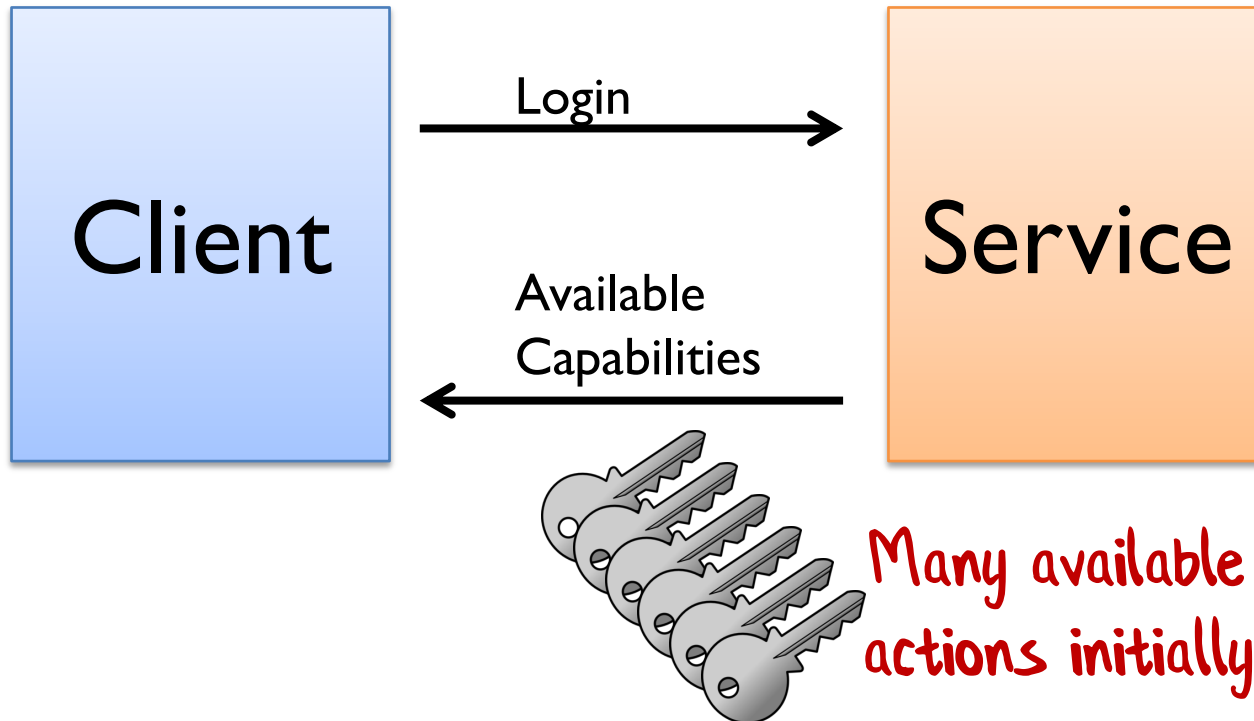 Client
Login
Service
Available
Capabilities
Many available
actions initially